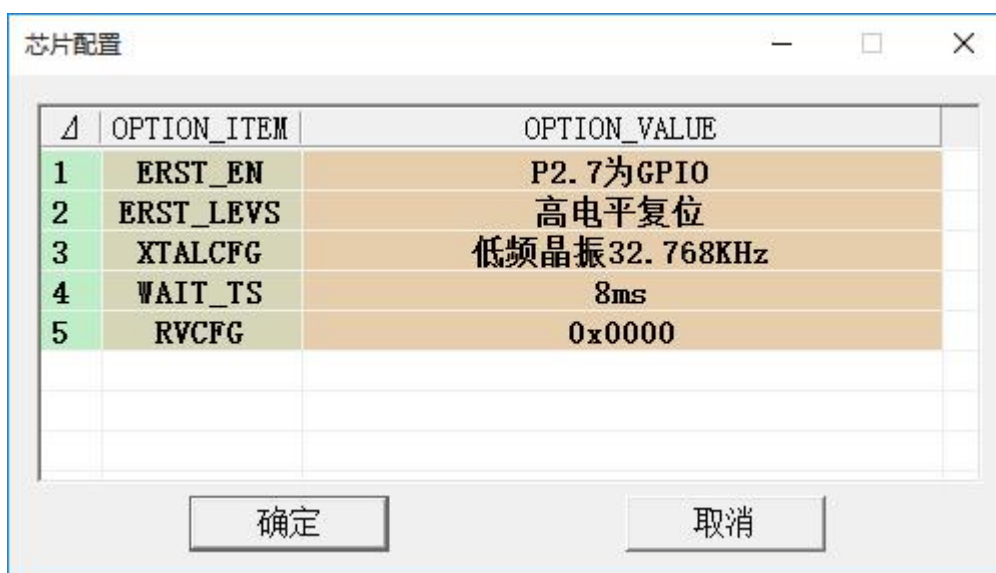 芯片配置
⊿ OPTION_ITEM OPTION_VALUE
1 ERST_EN P2.7为GPIO
2 ERST_LEVS 高电平复位
3 XTALCFG 低频晶振32.768KHz
4 WAIT_TS 8ms
5 RVCFG 0x0000
确定 取消